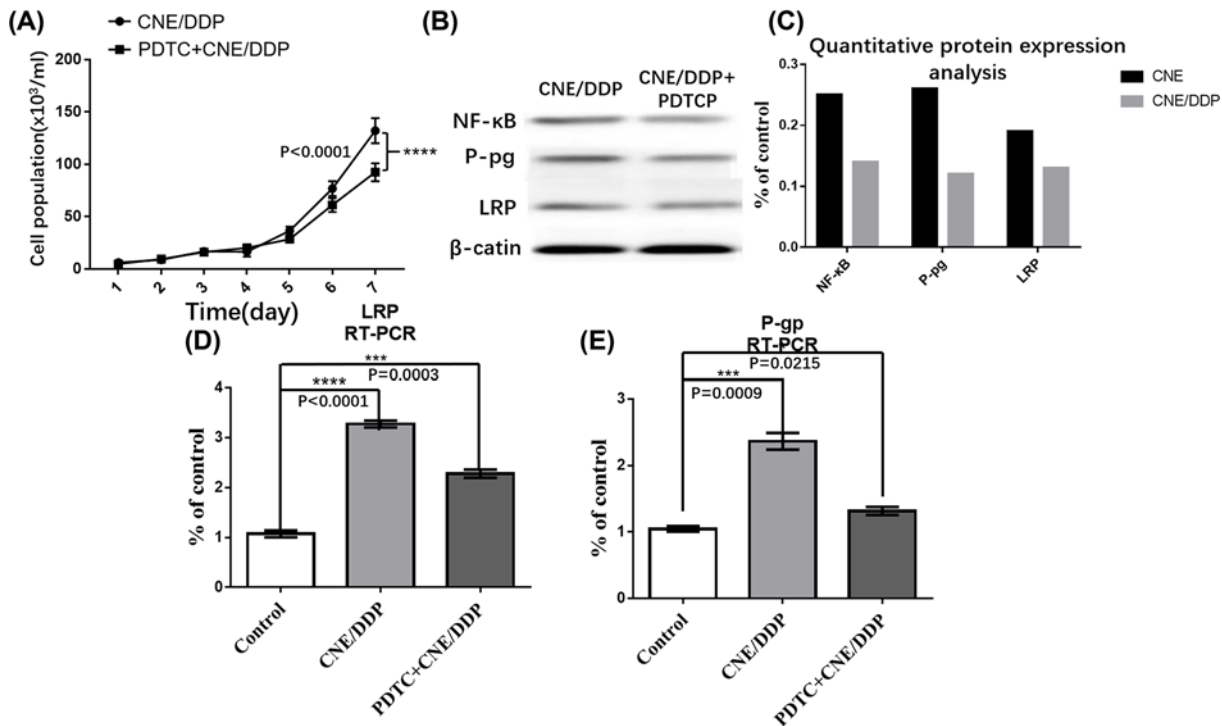 (A)
CNE/DDP
PDTC+CNE/DDP
Cell population(x10³/ml)
200
150
100
50
0
P<0.0001
****
1
2
3
4
5
6
7
Time(day)
(B)
CNE/DDP
CNE/DDP+
PDTCP
NF-κB
P-pg
LRP
β-catin
(C)
Quantitative protein expression
analysis
% of control
0.3
0.2
0.1
0.0
NF-κB
P-pg
LRP
CNE
CNE/DDP
(D)
LRP
RT-PCR
***
P=0.0003
****
P<0.0001
% of control
4
3
2
1
0
Control
CNE/DDP
PDTC+CNE/DDP
(E)
P-gp
RT-PCR
*
P=0.0215
***
P=0.0009
% of control
3
2
1
0
Control
CNE/DDP
PDTC+CNE/DDP